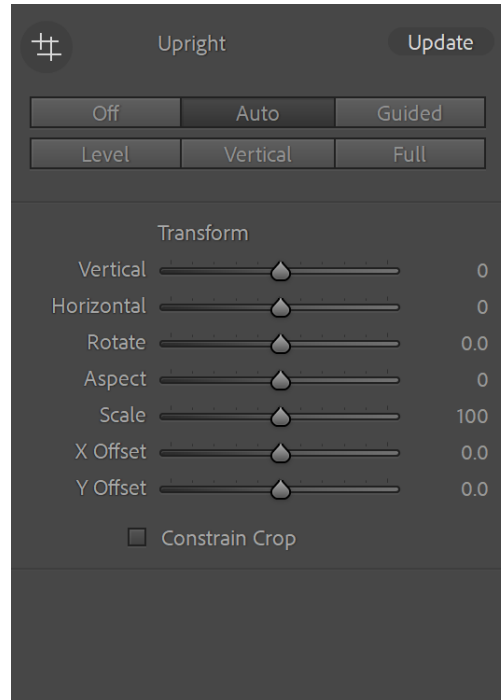 Upright Update
Off Auto Guided
Level Vertical Full
Transform
Vertical 0
Horizontal 0
Rotate 0.0
Aspect 0
Scale 100
X Offset 0.0
Y Offset 0.0
Constrain Crop